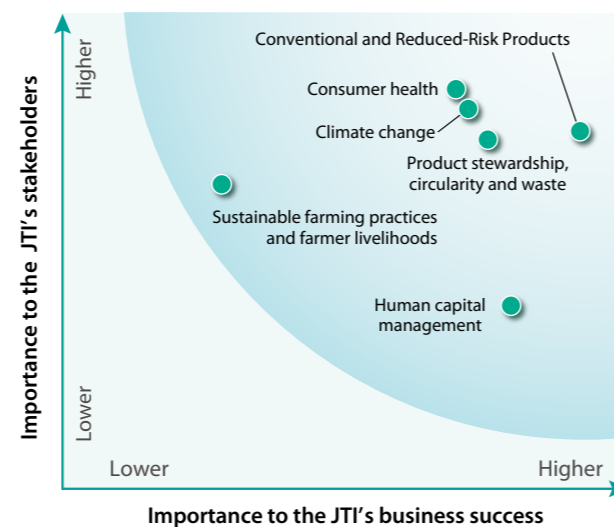 Importance to the JTI's stakeholders
Higher
Lower
Conventional and Reduced-Risk Products
Consumer health
Climate change
Product stewardship,
circularity and waste
Sustainable farming practices
and farmer livelihoods
Human capital
management
Lower
Higher
Importance to the JTI's business success